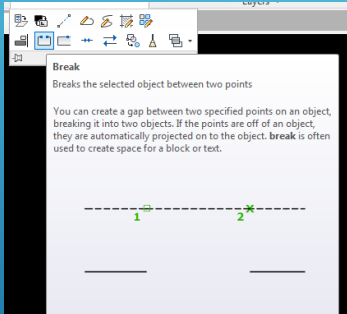 Layers
Break
Breaks the selected object between two points
You can create a gap between two specified points on an object,
breaking it into two objects. If the points are off of an object,
they are automatically projected on to the object. break is often
used to create space for a block or text.
1 2